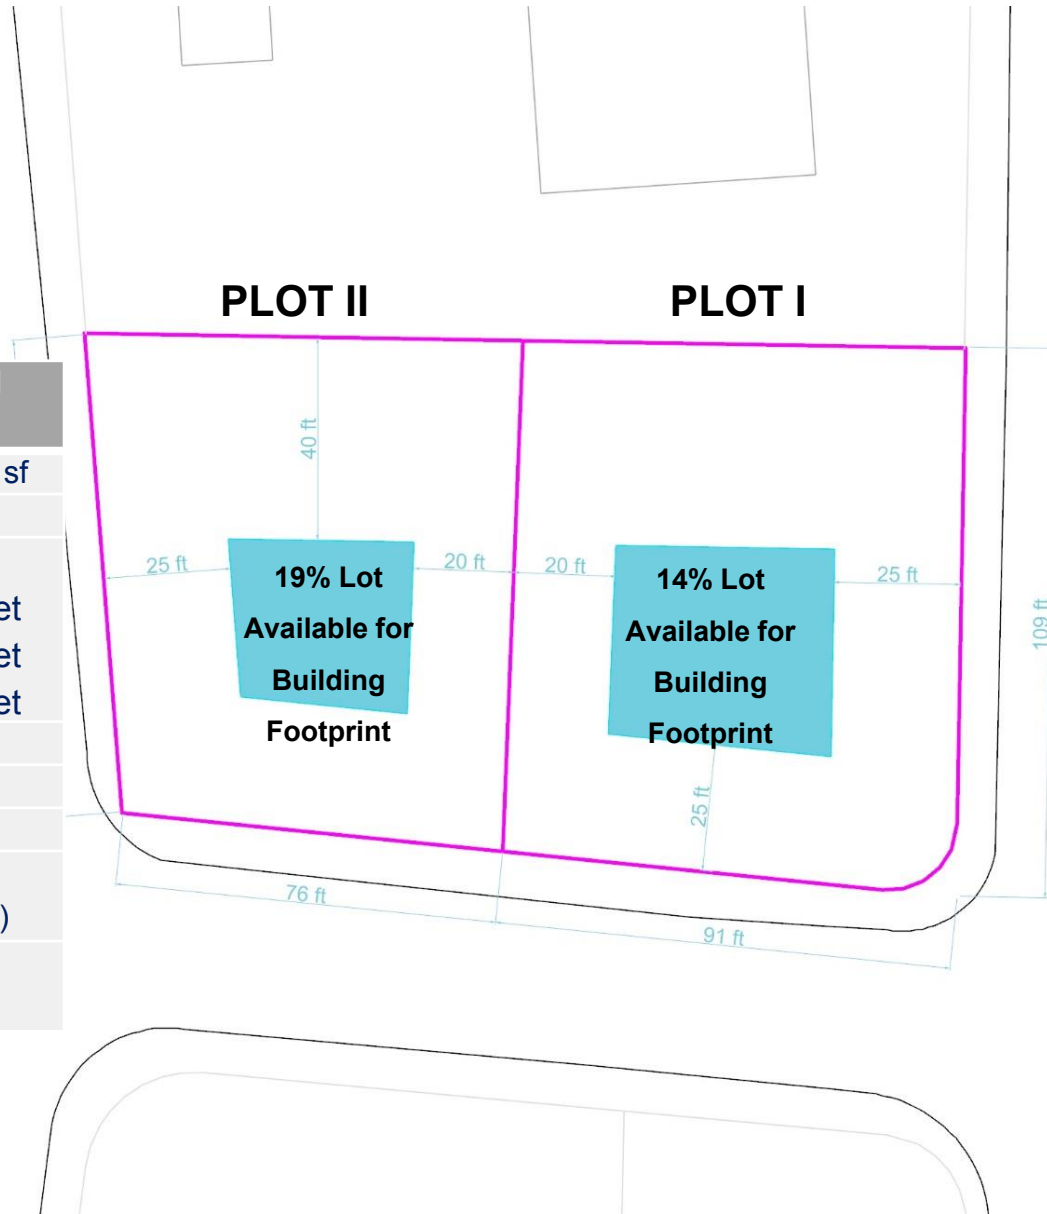 PLOT II
PLOT I
sf
40 ft
25 ft
20 ft
20 ft
25 ft
19% Lot
Available for
Building
Footprint
14% Lot
Available for
Building
Footprint
et
et
et
109 ft
25 ft
76 ft
)
91 ft